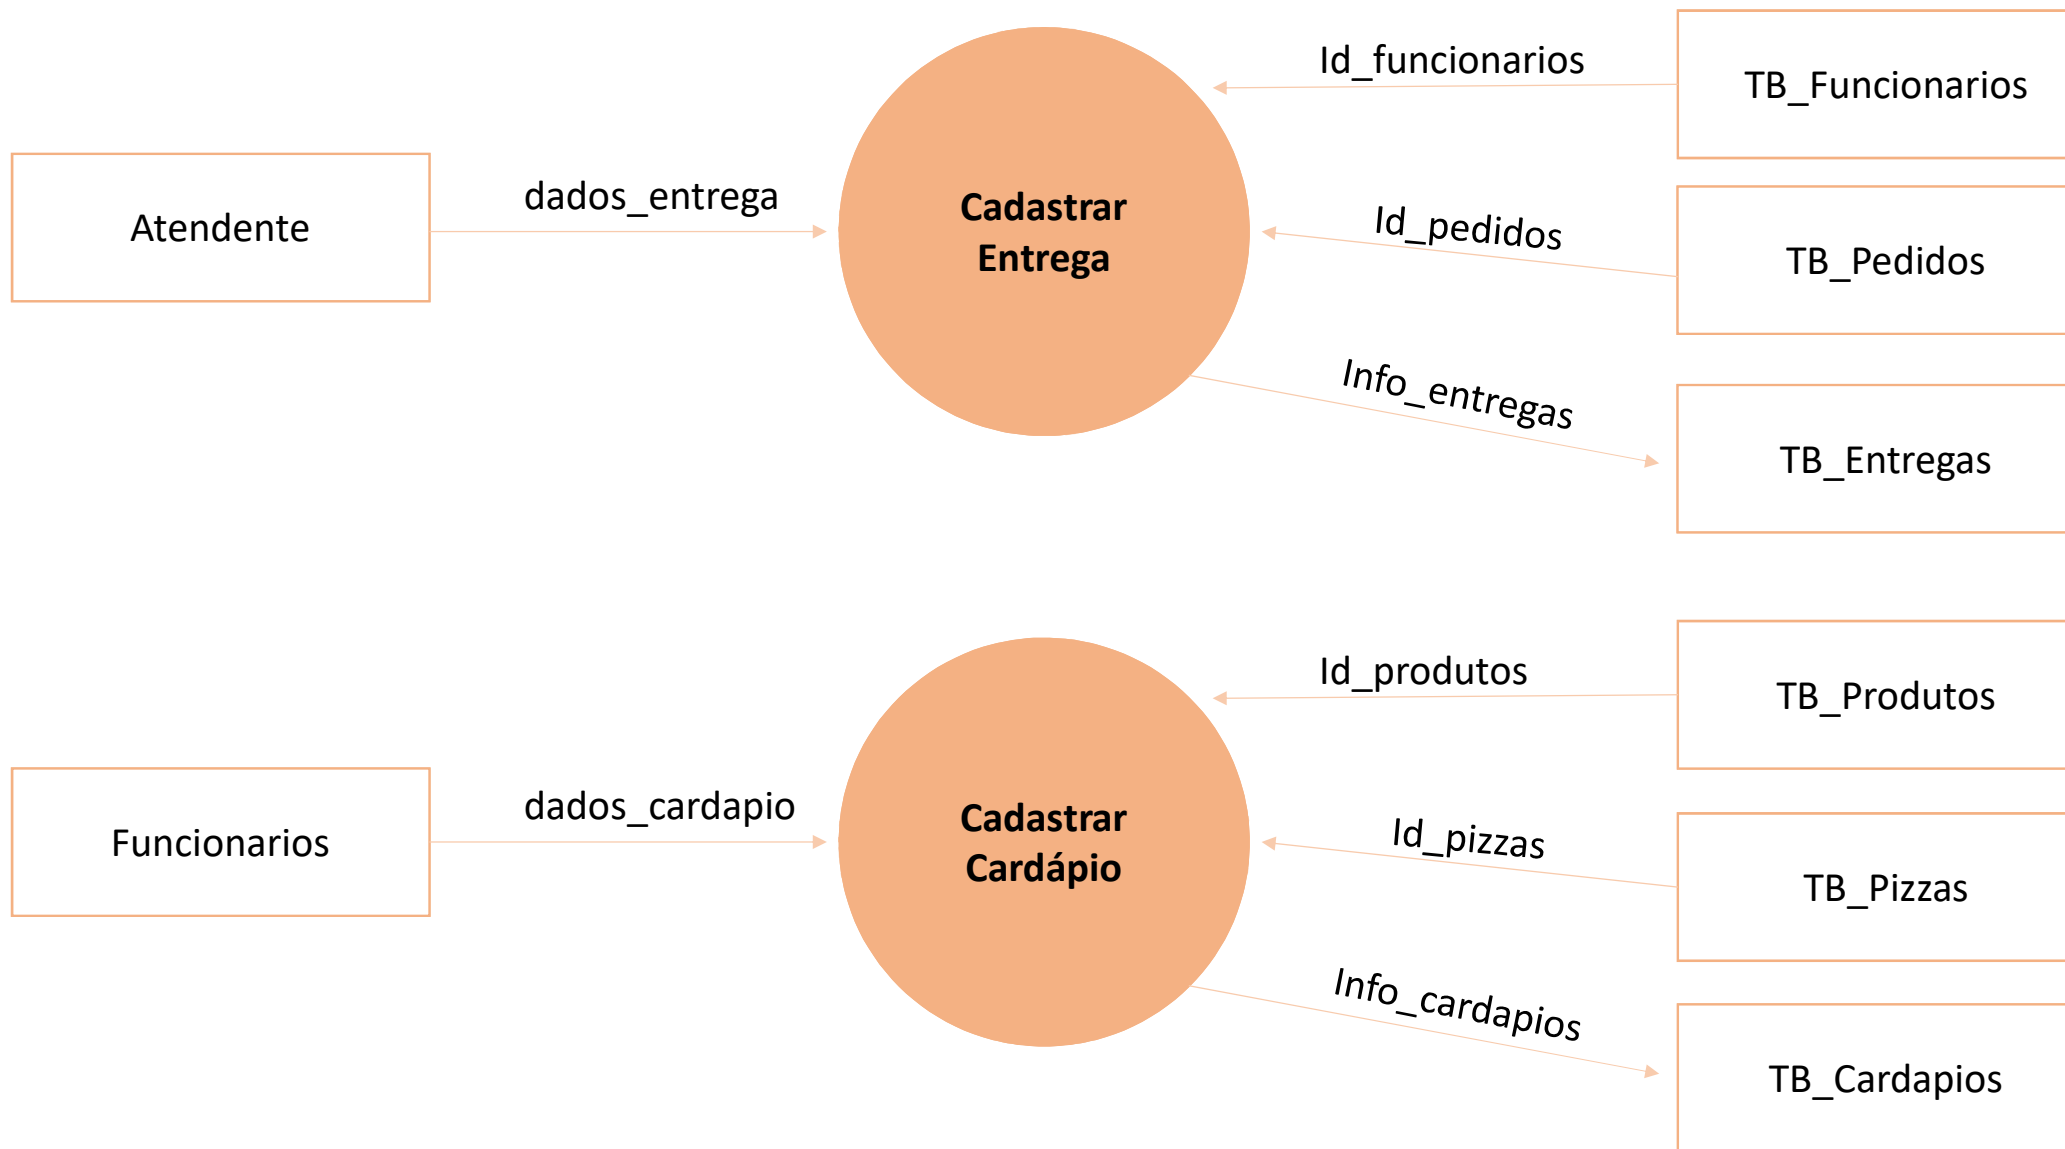 Id_funcionarios
TB_Funcionarios
Atendente
dados_entrega
Cadastrar
Entrega
Id_pedidos
TB_Pedidos
Info_entregas
TB_Entregas
Id_produtos
TB_Produtos
Funcionarios
dados_cardapio
Cadastrar
Cardápio
Id_pizzas
TB_Pizzas
Info_cardapios
TB_Cardapios